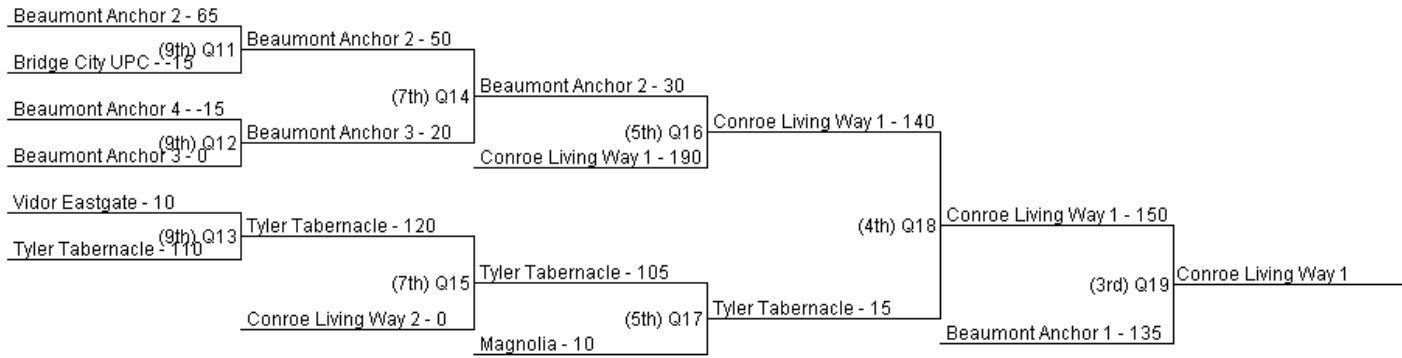 Beaumont Anchor 2 - 65
(9th) Q11
Bridge City UPC - -15
Beaumont Anchor 4 - -15
(9th) Q12
Beaumont Anchor 3 - 0
Vidor Eastgate - 10
(9th) Q13
Tyler Tabernacle - 110
Beaumont Anchor 2 - 50
(7th) Q14
Beaumont Anchor 3 - 20
Tyler Tabernacle - 120
(7th) Q15
Conroe Living Way 2 - 0
Beaumont Anchor 2 - 30
(5th) Q16
Conroe Living Way 1 - 190
Tyler Tabernacle - 105
(5th) Q17
Magnolia - 10
Conroe Living Way 1 - 140
(4th) Q18
Tyler Tabernacle - 15
Conroe Living Way 1 - 150
(3rd) Q19
Beaumont Anchor 1 - 135
Conroe Living Way 1